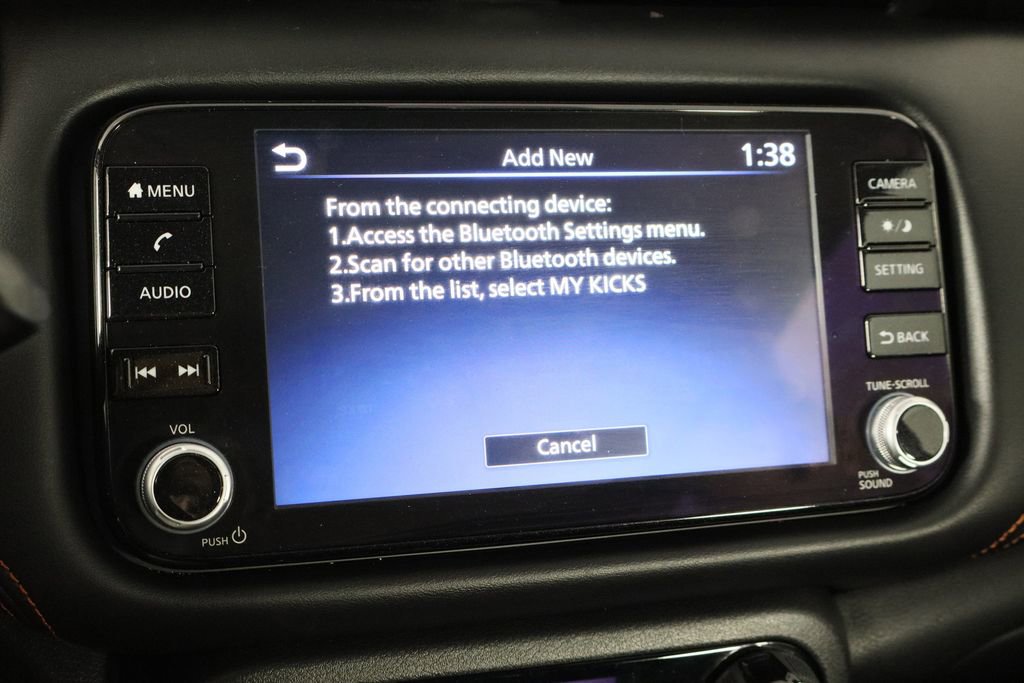 Add New
1:38
From the connecting device:
1.Access the Bluetooth Settings menu.
2.Scan for other Bluetooth devices.
3.From the list, select MY KICKS
Cancel
MENU
AUDIO
VOL
PUSH
CAMERA
SETTING
BACK
TUNE·SCROLL
PUSH
SOUND